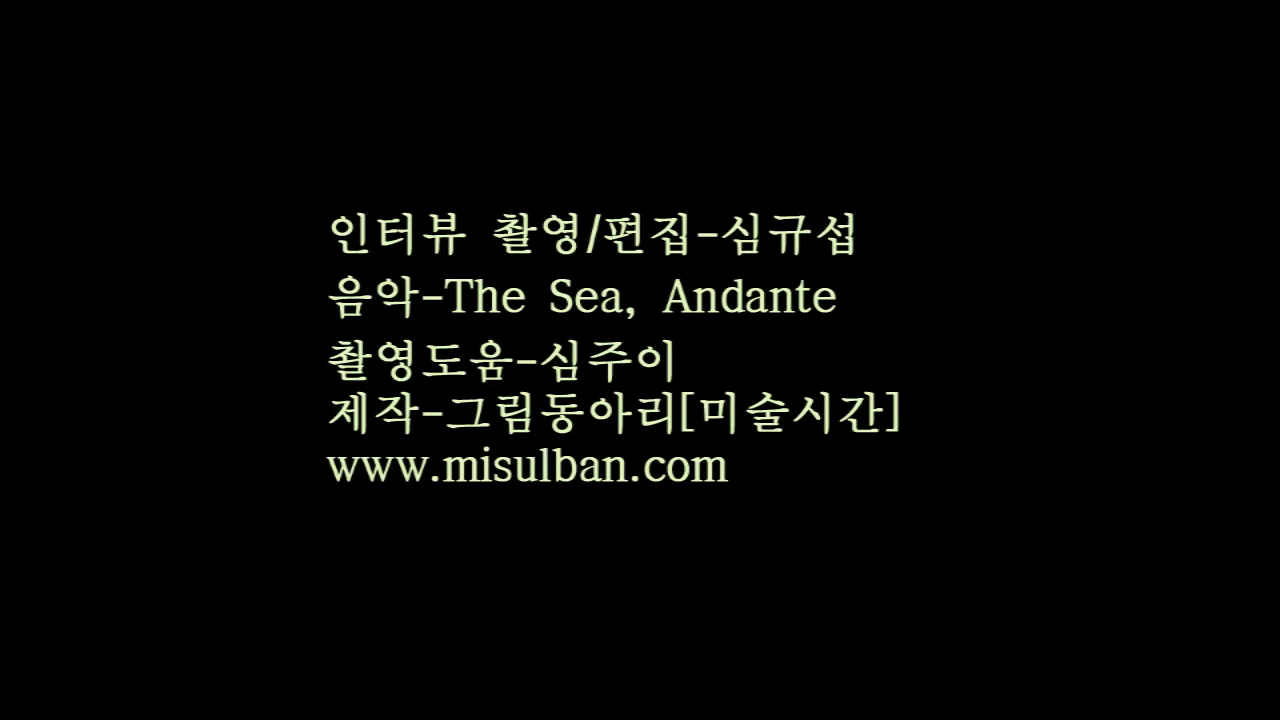 인터뷰 촬영/편집-심규섭
음악-The Sea, Andante
촬영도움-심주이
제작-그림동아리[미술시간]
www.misulban.com